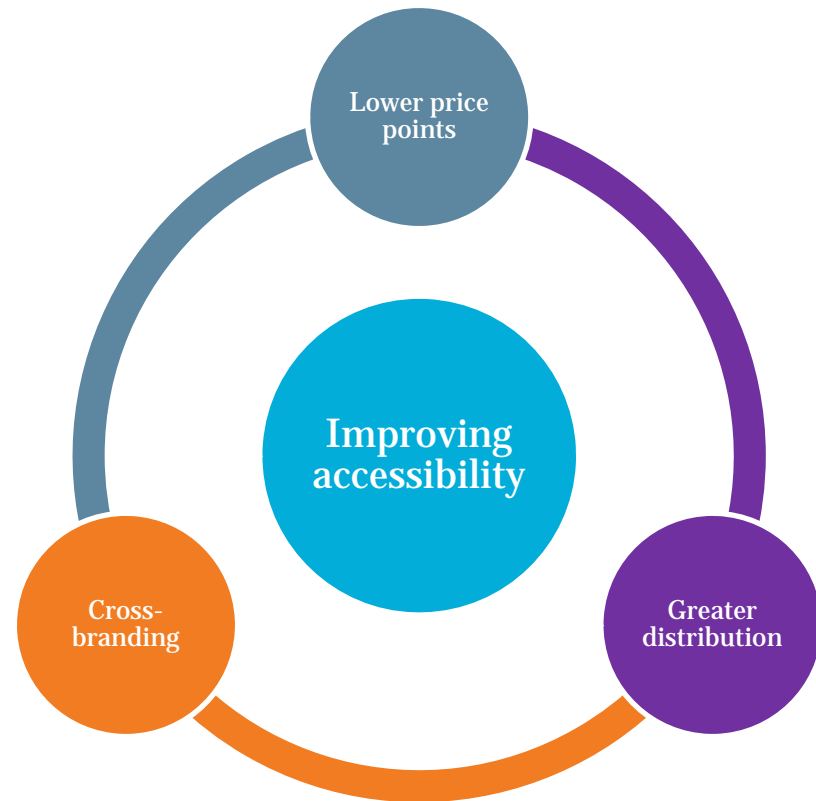 Lower price
points
Improving
accessibility
Cross-
branding
Greater
distribution